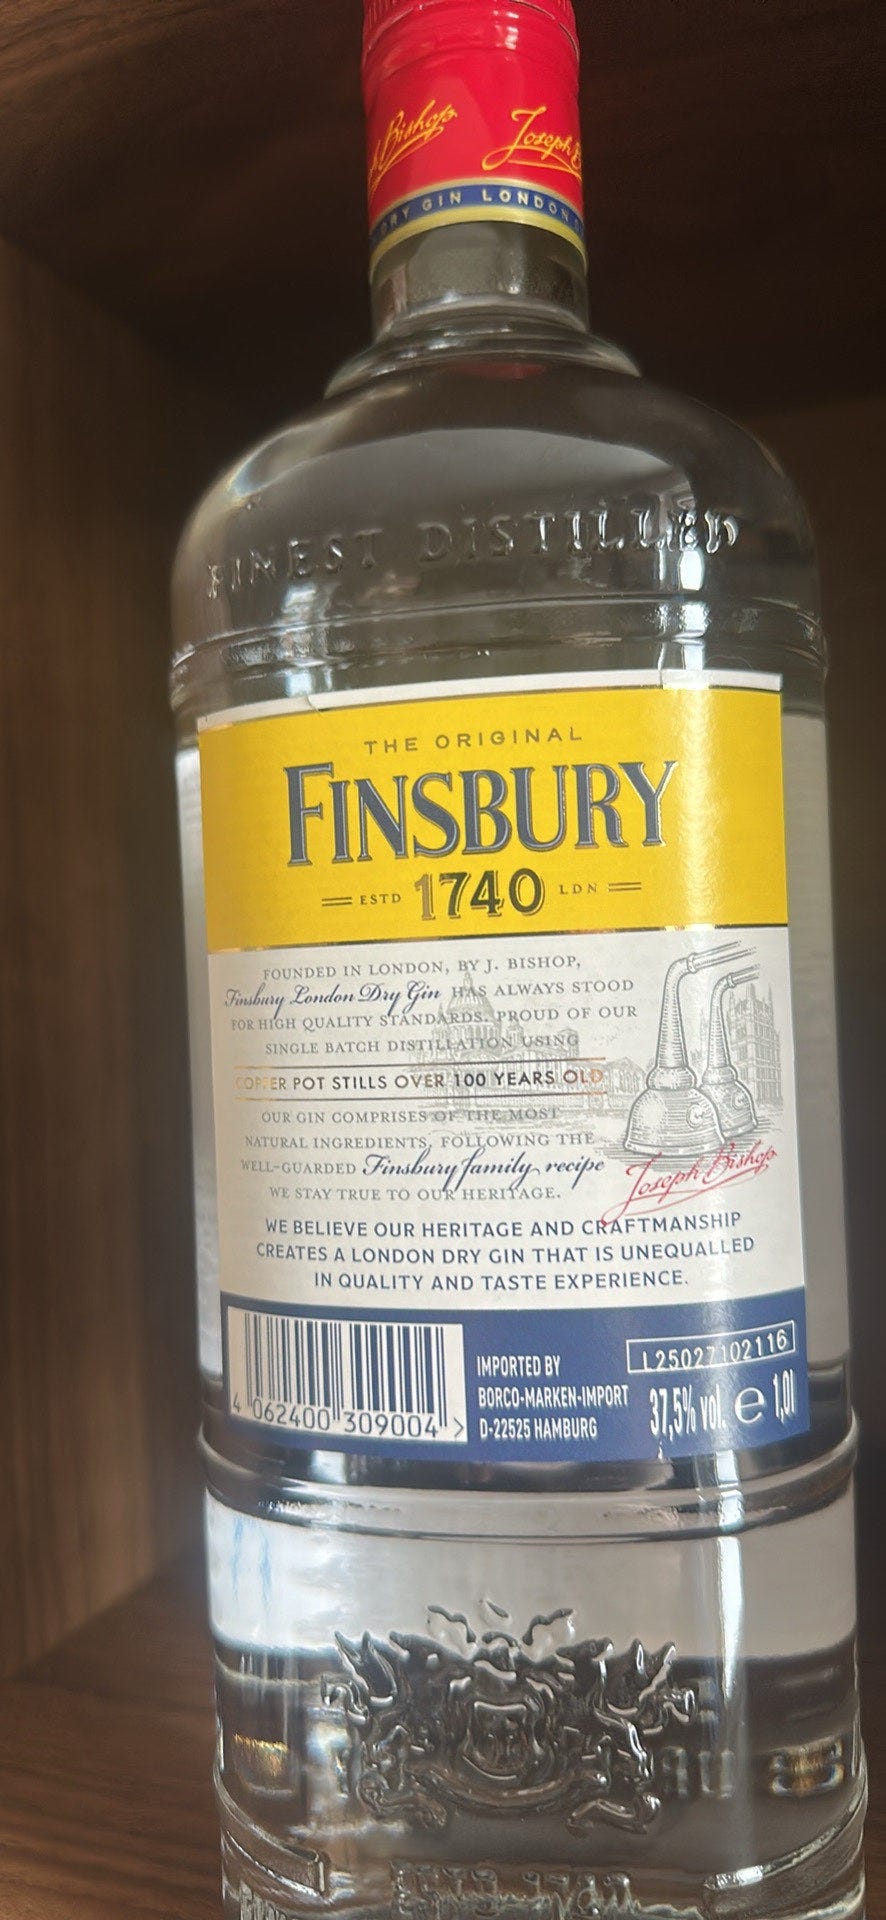 Bishop Joseph
DRY GIN LONDON
FINEST DISTILLED
THE ORIGINAL
FINSBURY
ESTD 1740 LDN
FOUNDED IN LONDON, BY J. BISHOP,
Finsbury London Dry Gin HAS ALWAYS STOOD
FOR HIGH QUALITY STANDARDS. PROUD OF OUR
SINGLE BATCH DISTILLATION USING
COPPER POT STILLS OVER 100 YEARS OLD
OUR GIN COMPRISES OF THE MOST
NATURAL INGREDIENTS, FOLLOWING THE
WELL-GUARDED Finsbury family recipe
WE STAY TRUE TO OUR HERITAGE.
Joseph Bishop
WE BELIEVE OUR HERITAGE AND CRAFTMANSHIP
CREATES A LONDON DRY GIN THAT IS UNEQUALLED
IN QUALITY AND TASTE EXPERIENCE.
4 062400 309004 >
IMPORTED BY
BORCO-MARKEN-IMPORT
D-22525 HAMBURG
L25027102116
37,5% vol. e 1,0l